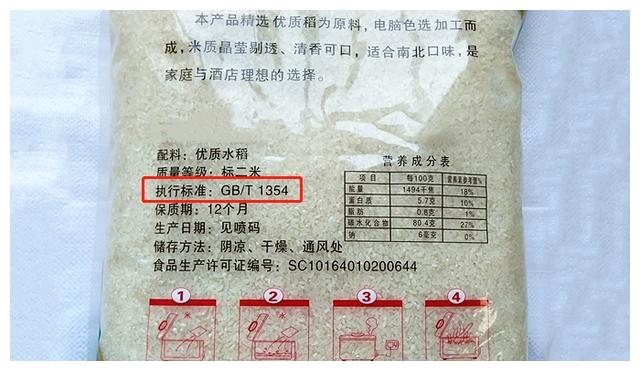 本产品精选优质稻为原料，电脑色选加工而
成，米质晶莹剔透、清香可口，适合南北口味，是
家庭与酒店理想的选择。
配料：优质水稻
质量等级：标二米
执行标准：GB/T 1354
保质期：12个月
生产日期：见喷码
储存方法：阴凉、干燥、通风处
食品生产许可证编号：SC10164010200644
营养成分表
项目 每100克 营养素参考值%
能量 1494千焦 18%
蛋白质 5.7克 10%
脂肪 0.8克 1%
碳水化合物 80.4克 27%
钠 6毫克 0%
1 2 3 4
米 水